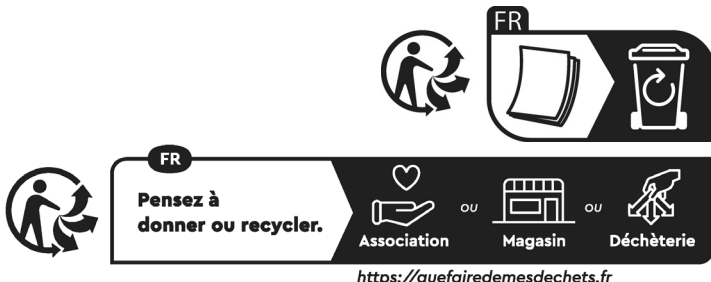 FR
FR
Pensez à
donner ou recycler.
ou
ou
Association
Magasin
Déchèterie
https://quefairedemesdechets.fr